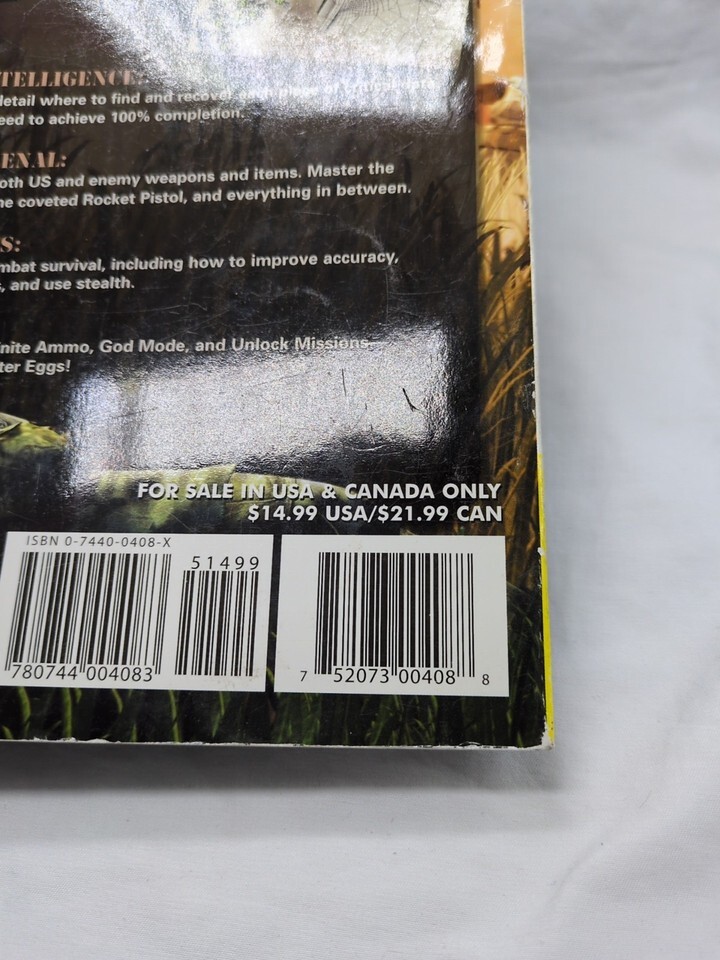 TELLIGENCE:
detail where to find and recover each piece of
eed to achieve 100% completion.
ENAL:
oth US and enemy weapons and items. Master the
he coveted Rocket Pistol, and everything in between.
S:
mbat survival, including how to improve accuracy,
, and use stealth.
nite Ammo, God Mode, and Unlock Missions
ter Eggs!
FOR SALE IN USA & CANADA ONLY
$14.99 USA/$21.99 CAN
ISBN 0-7440-0408-X
51499
780744 004083
7 52073 00408 8